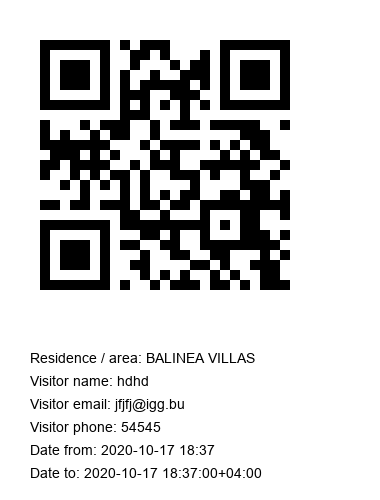 Residence / area: BALINEA VILLAS
Visitor name: hdhd
Visitor email: jfjfj@igg.bu
Visitor phone: 54545
Date from: 2020-10-17 18:37
Date to: 2020-10-17 18:37:00+04:00